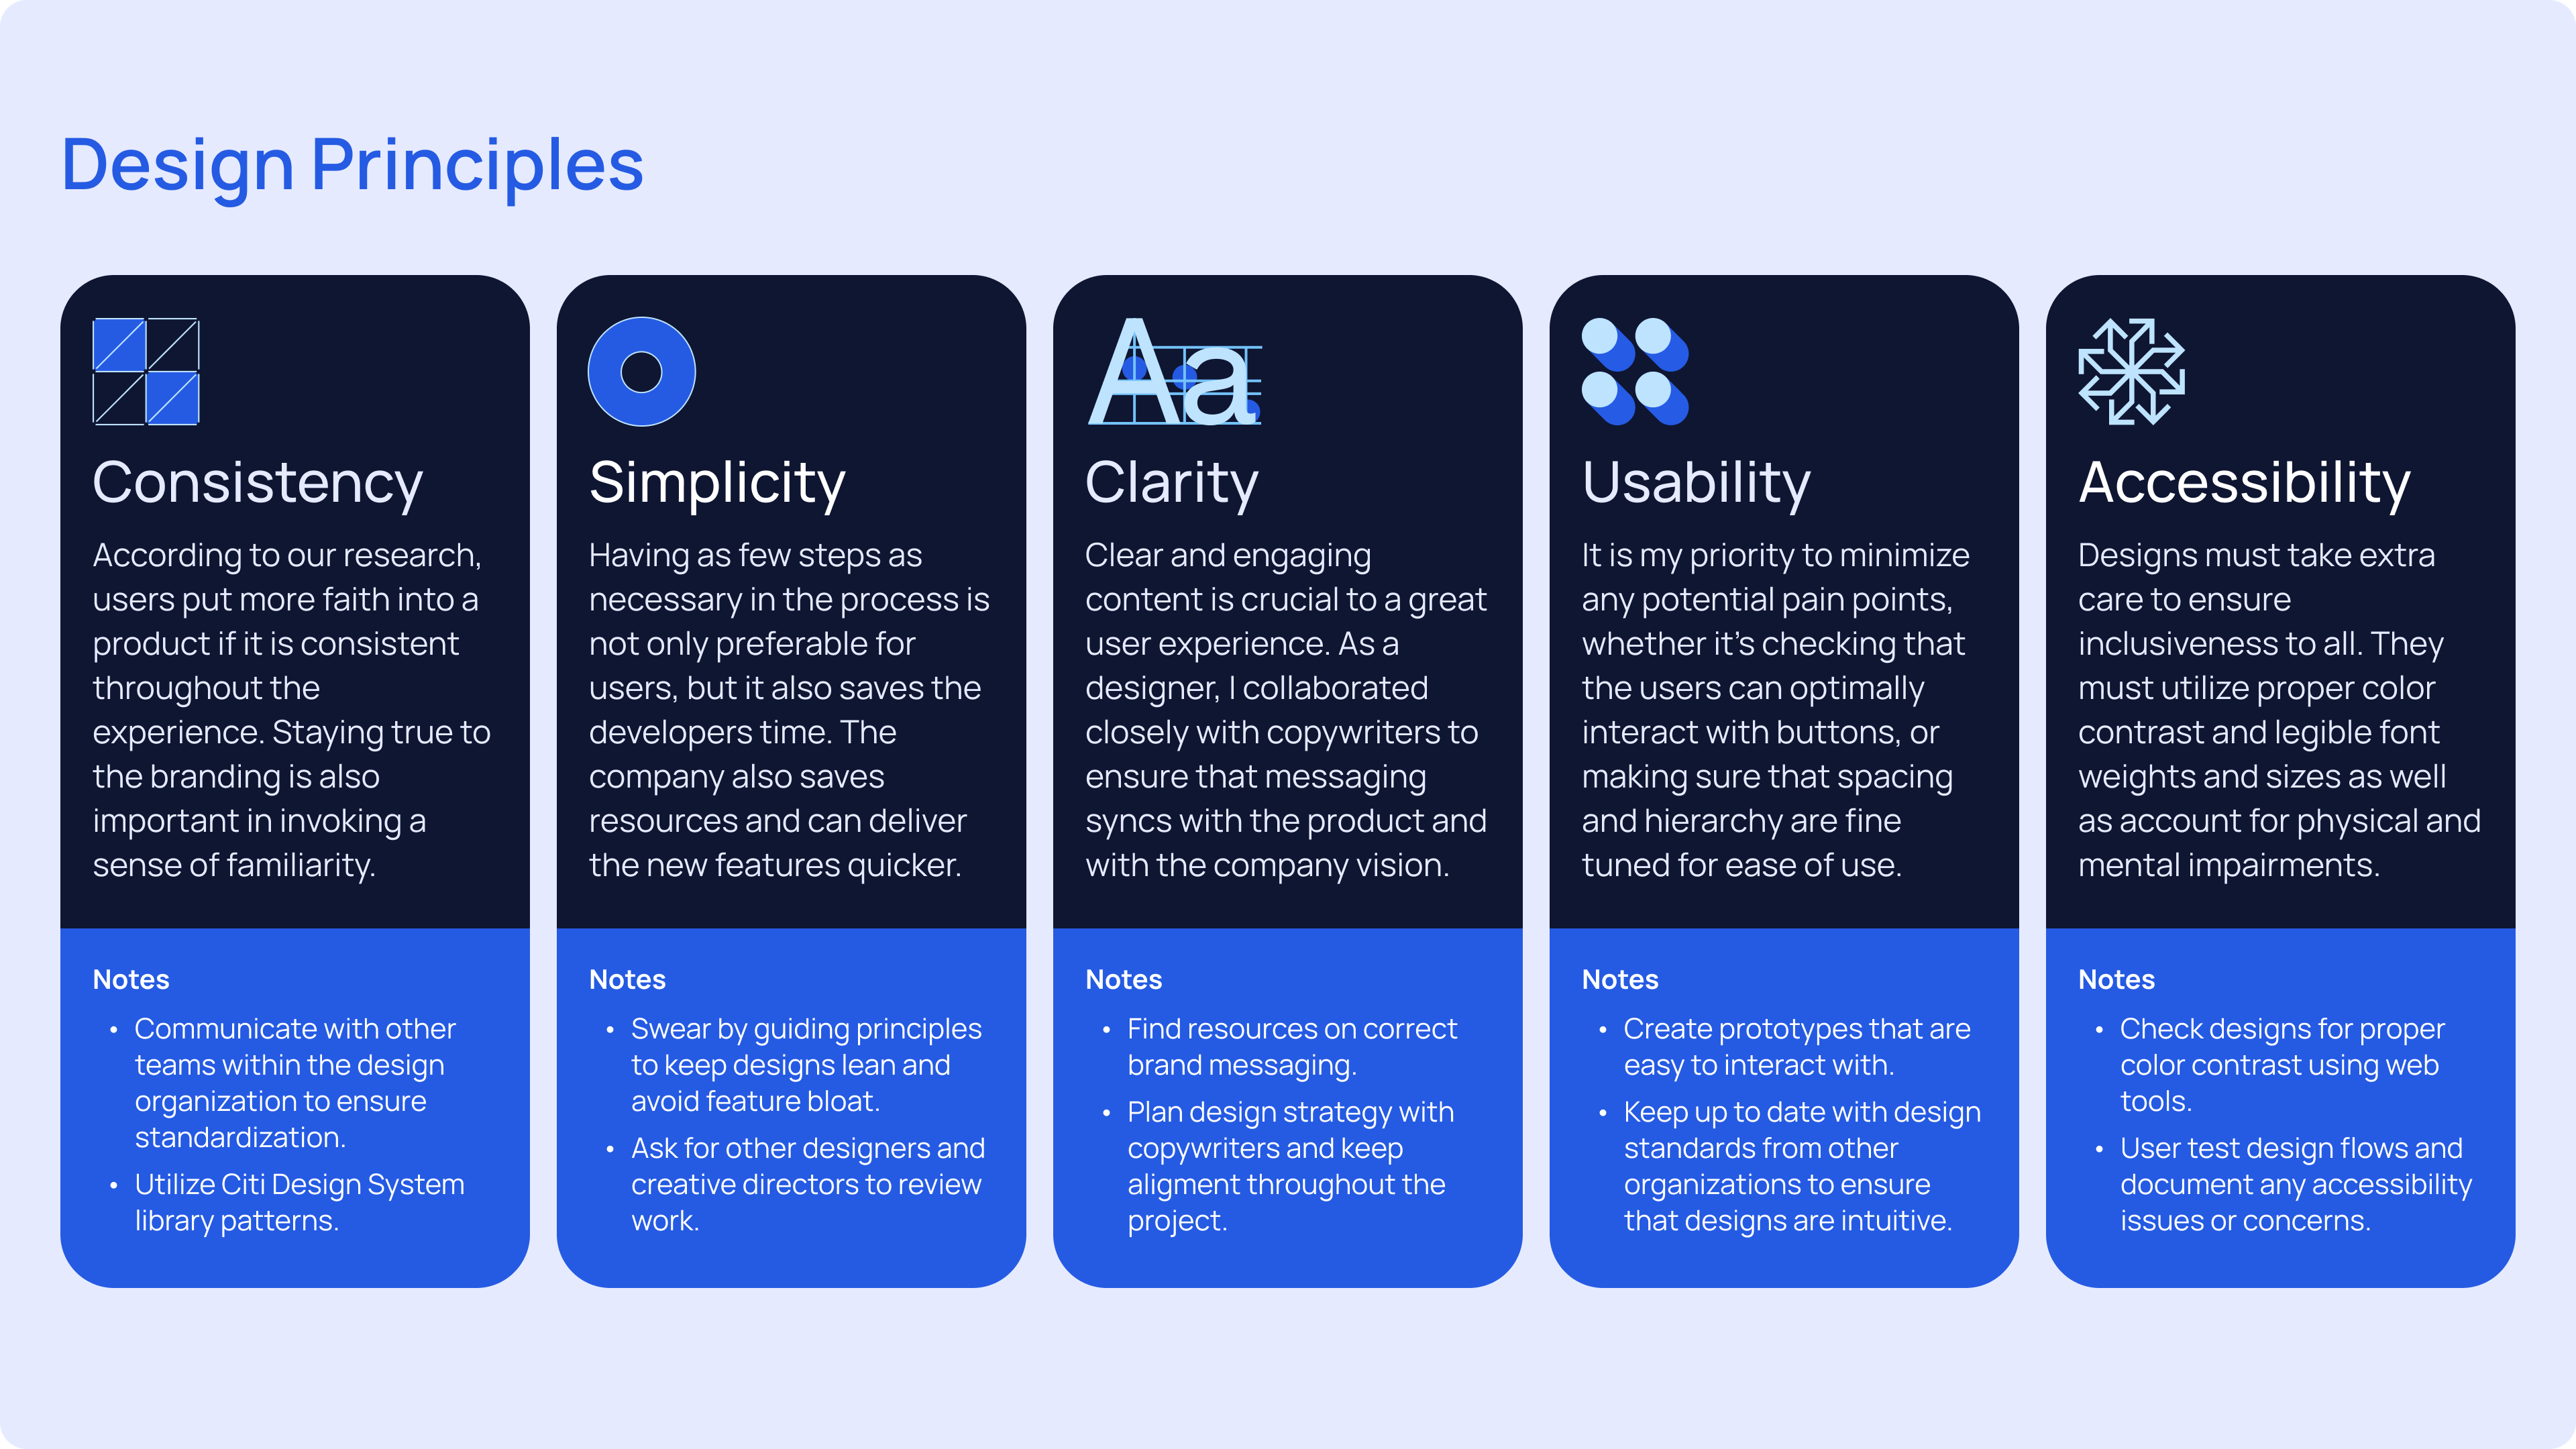 Design Principles
Aa
Consistency
According to our research,
users put more faith into a
product if it is consistent
throughout the
experience. Staying true to
the branding is also
important in invoking a
sense of familiarity.
Notes
• Communicate with other
teams within the design
organization to ensure
standardization.
• Utilize Citi Design System
library patterns.
Simplicity
Having as few steps as
necessary in the process is
not only preferable for
users, but it also saves the
developers time. The
company also saves
resources and can deliver
the new features quicker.
Notes
• Swear by guiding principles
to keep designs lean and
avoid feature bloat.
• Ask for other designers and
creative directors to review
work.
Clarity
Clear and engaging
content is crucial to a great
user experience. As a
designer, I collaborated
closely with copywriters to
ensure that messaging
syncs with the product and
with the company vision.
Notes
• Find resources on correct
brand messaging.
• Plan design strategy with
copywriters and keep
aligment throughout the
project.
Usability
It is my priority to minimize
any potential pain points,
whether it’s checking that
the users can optimally
interact with buttons, or
making sure that spacing
and hierarchy are fine
tuned for ease of use.
Notes
• Create prototypes that are
easy to interact with.
• Keep up to date with design
standards from other
organizations to ensure
that designs are intuitive.
Accessibility
Designs must take extra
care to ensure
inclusiveness to all. They
must utilize proper color
contrast and legible font
weights and sizes as well
as account for physical and
mental impairments.
Notes
• Check designs for proper
color contrast using web
tools.
• User test design flows and
document any accessibility
issues or concerns.